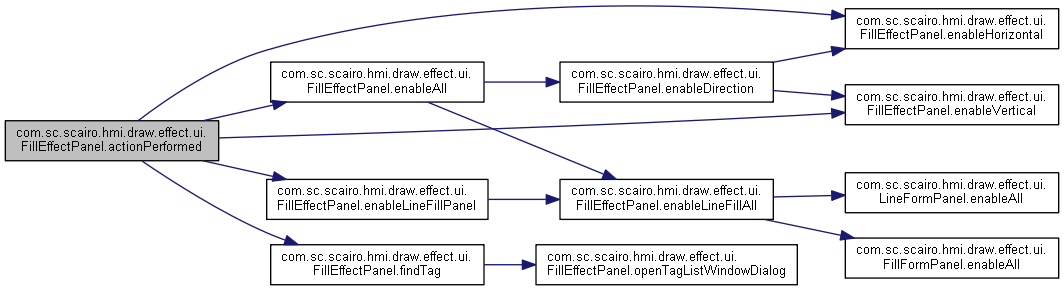 com.sc.scairo.hmi.draw.effect.ui.
FillEffectPanel.actionPerformed
com.sc.scairo.hmi.draw.effect.ui.
FillEffectPanel.enableAll
com.sc.scairo.hmi.draw.effect.ui.
FillEffectPanel.enableLineFillPanel
com.sc.scairo.hmi.draw.effect.ui.
FillEffectPanel.findTag
com.sc.scairo.hmi.draw.effect.ui.
FillEffectPanel.enableDirection
com.sc.scairo.hmi.draw.effect.ui.
FillEffectPanel.enableLineFillAll
com.sc.scairo.hmi.draw.effect.ui.
FillEffectPanel.openTagListWindowDialog
com.sc.scairo.hmi.draw.effect.ui.
FillEffectPanel.enableHorizontal
com.sc.scairo.hmi.draw.effect.ui.
FillEffectPanel.enableVertical
com.sc.scairo.hmi.draw.effect.ui.
LineFormPanel.enableAll
com.sc.scairo.hmi.draw.effect.ui.
FillFormPanel.enableAll